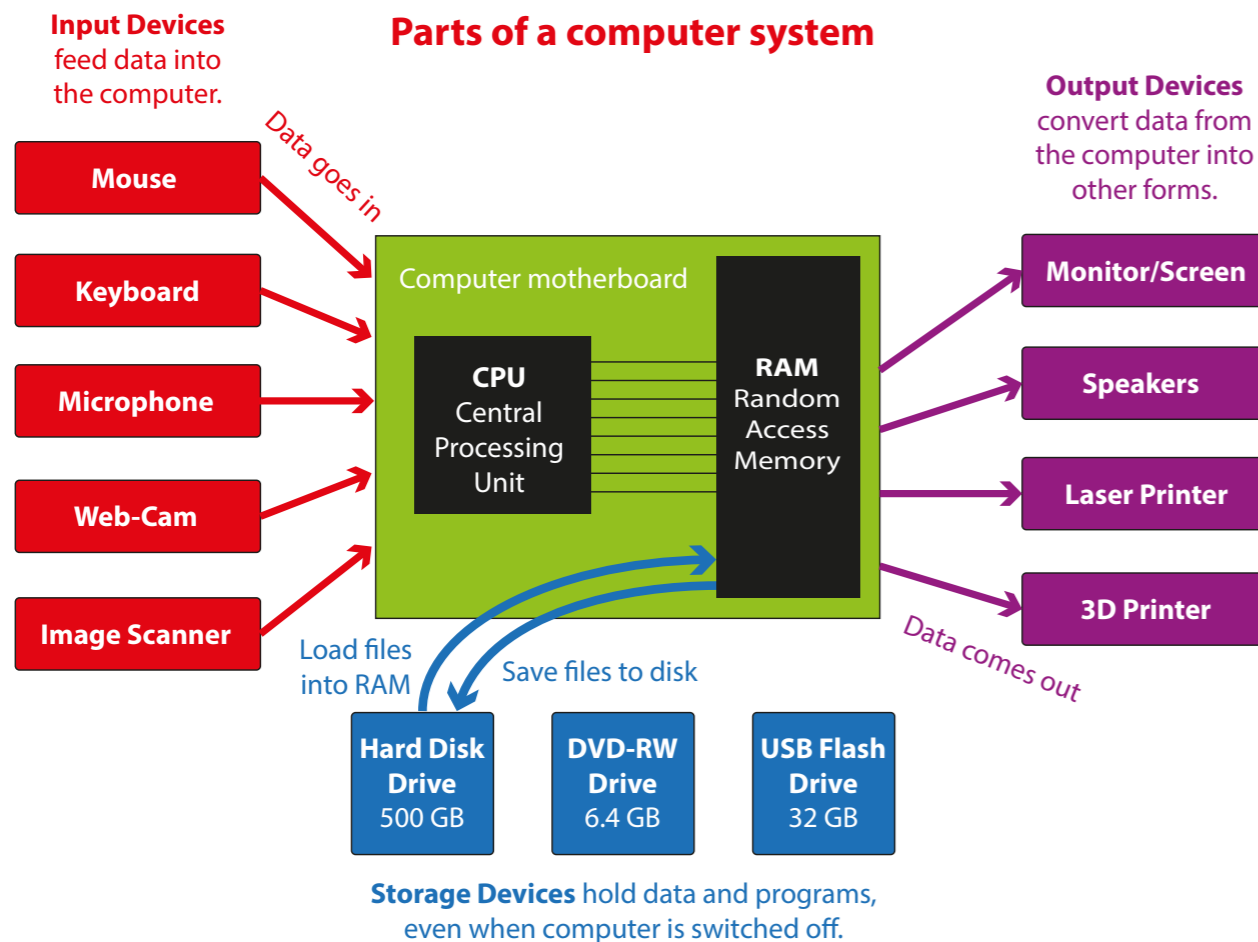 Parts of a computer system
Input Devices
feed data into
the computer.
Data goes in
Mouse
Keyboard
Microphone
Web-Cam
Image Scanner
Computer motherboard
CPU
Central
Processing
Unit
RAM
Random
Access
Memory
Output Devices
convert data from
the computer into
other forms.
Monitor/Screen
Speakers
Laser Printer
3D Printer
Data comes out
Load files
into RAM
Save files to disk
Hard Disk
Drive
500 GB
DVD-RW
Drive
6.4 GB
USB Flash
Drive
32 GB
Storage Devices hold data and programs,
even when computer is switched off.